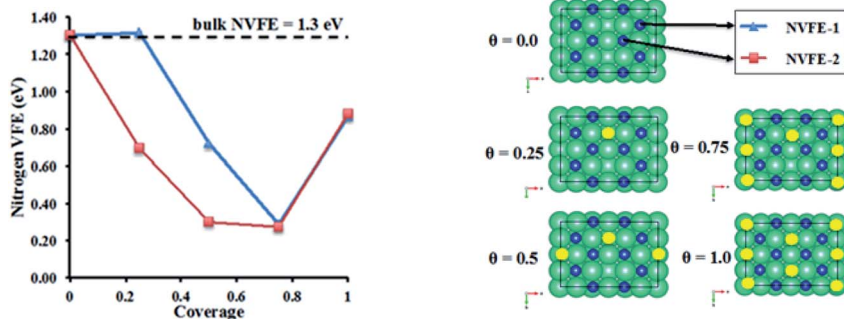 1.40
1.20
1.00
0.80
0.60
0.40
0.20
0.00
Nitrogen VFE (eV)
bulk NVFE = 1.3 eV
0
0.2
0.4
0.6
0.8
1
Coverage
θ = 0.0
NVFE-1
NVFE-2
θ = 0.25
θ = 0.75
θ = 0.5
θ = 1.0